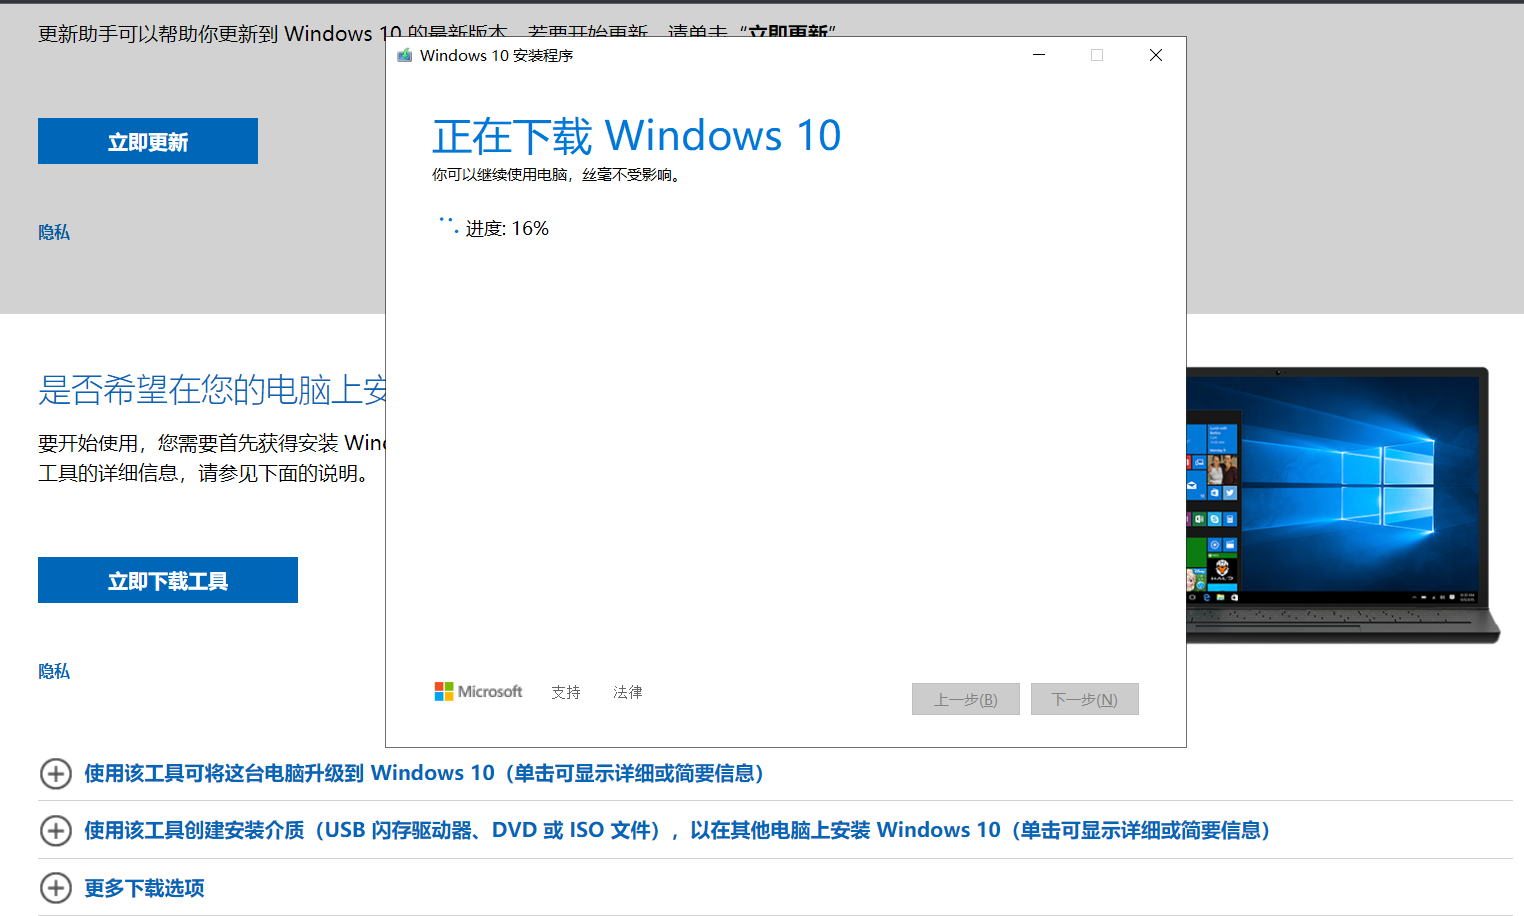 更新助手可以帮助你更新到 Windows 10 的最新版本。若要开始更新，请单击“立即更新”
立即更新
隐私
Windows 10 安装程序
正在下载 Windows 10
你可以继续使用电脑，丝毫不受影响。
进度: 16%
Microsoft
支持
法律
上一步(B)
下一步(N)
是否希望在您的电脑上安
要开始使用，您需要首先获得安装 Wind
工具的详细信息，请参见下面的说明。
立即下载工具
隐私
使用该工具可将这台电脑升级到 Windows 10（单击可显示详细或简要信息）
使用该工具创建安装介质（USB 闪存驱动器、DVD 或 ISO 文件），以在其他电脑上安装 Windows 10（单击可显示详细或简要信息）
更多下载选项